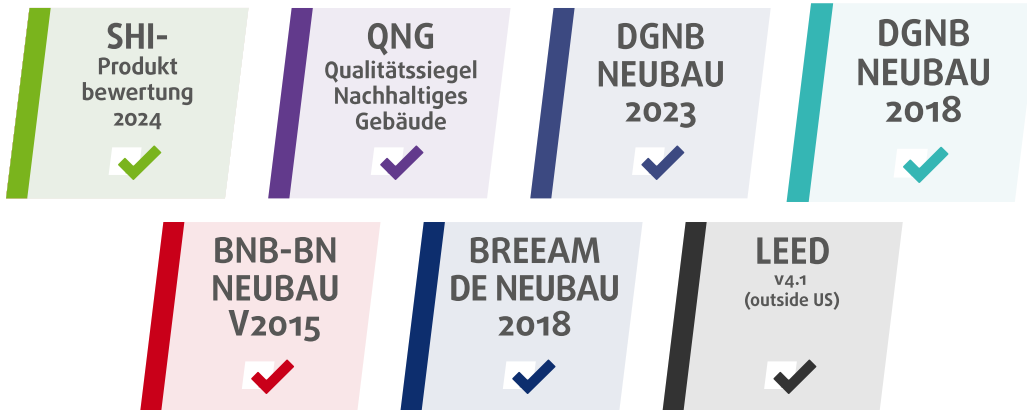 SHI-
Produkt
bewertung
2024
QNG
Qualitätssiegel
Nachhaltiges
Gebäude
DGNB
NEUBAU
2023
DGNB
NEUBAU
2018
BNB-BN
NEUBAU
V2015
BREEAM
DE NEUBAU
2018
LEED
v4.1
(outside US)